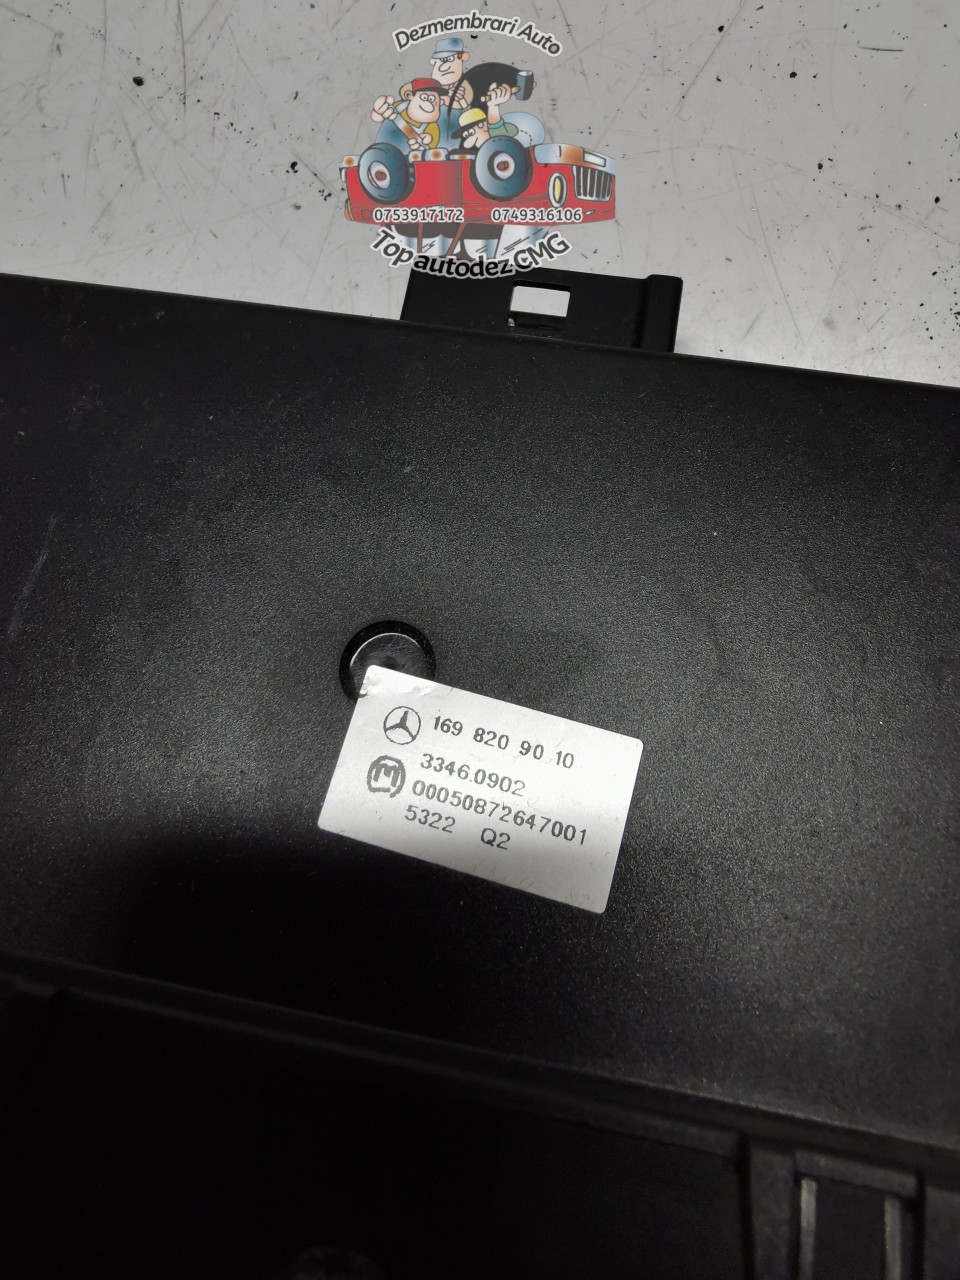 Dezmembrari Auto
0753917172 0749316106
Top autodez CMG
169 820 90 10
3346.0902
00050872647001
5322 Q2